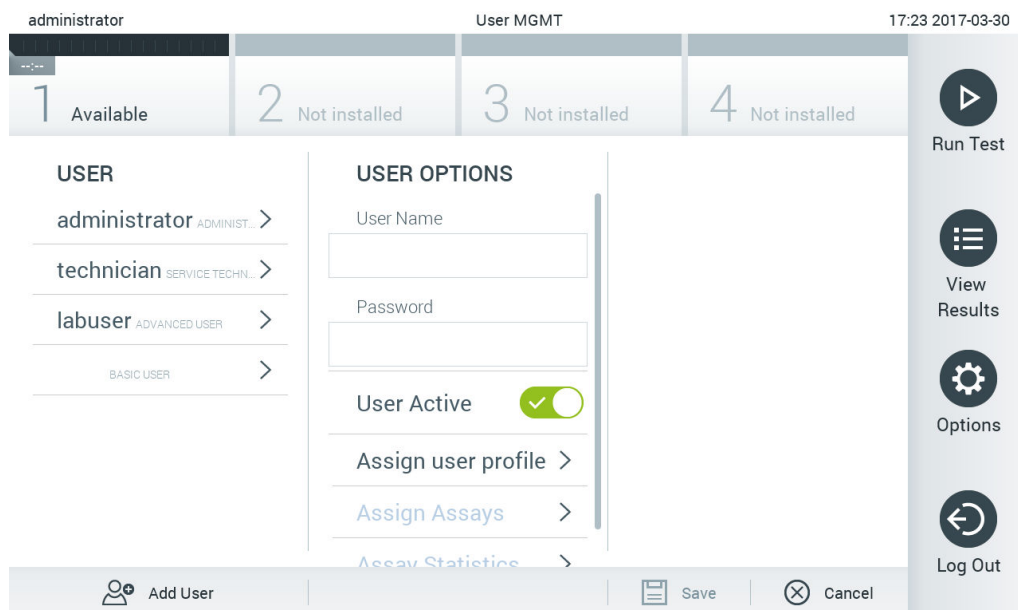 administrator User MGMT 17:23 2017-03-30
--:--
1 Available
2 Not installed
3 Not installed
4 Not installed
Run Test
View
Results
Options
Log Out
USER
administrator ADMINIST...
technician SERVICE TECHN...
labuser ADVANCED USER
BASIC USER
USER OPTIONS
User Name
Password
User Active
Assign user profile
Assign Assays
Assay Statistics
Add User
Save
Cancel